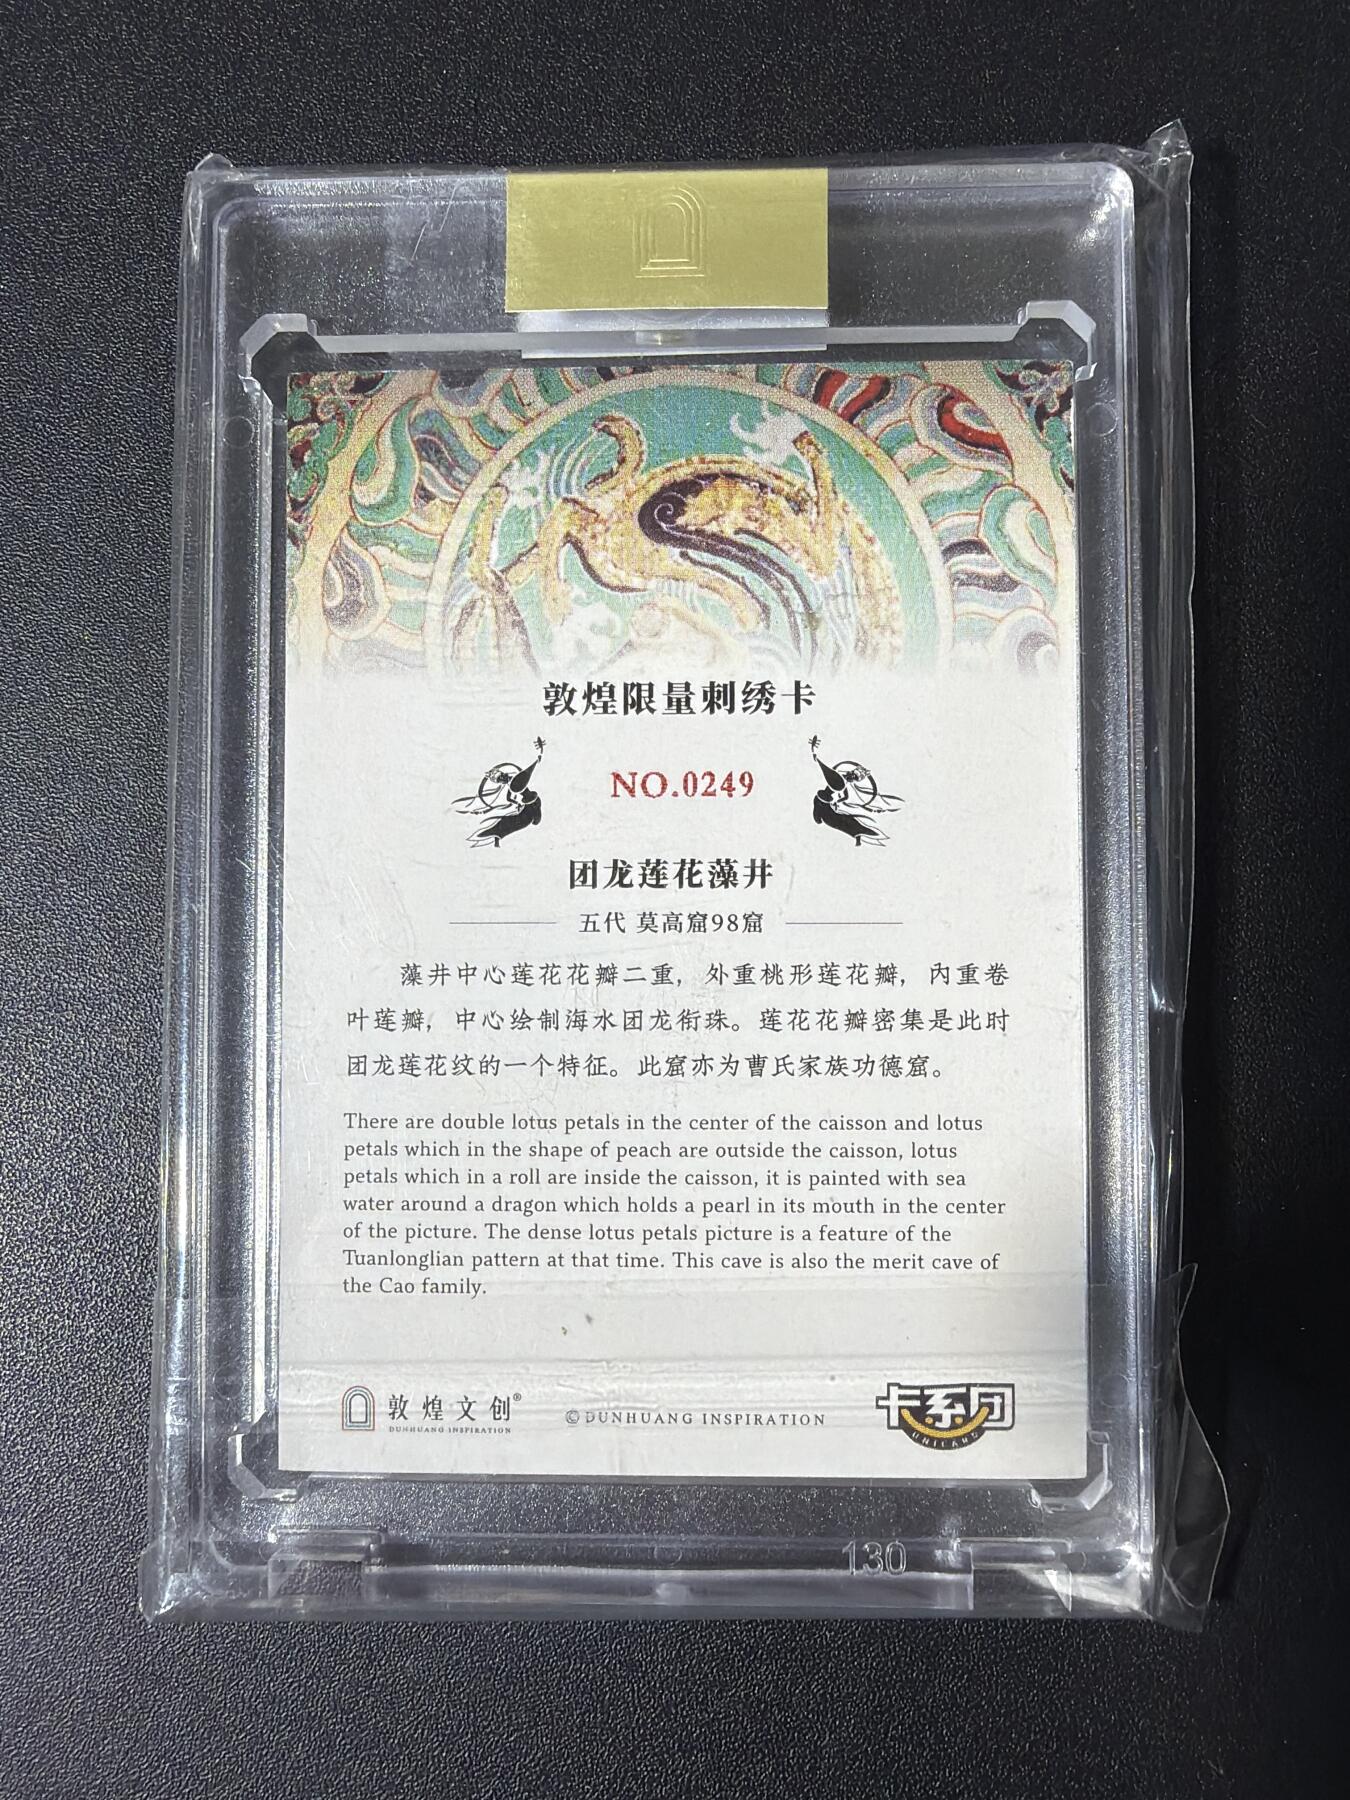 敦煌限量刺绣卡
NO.0249
团龙莲花藻井
五代 莫高窟98窟
藻井中心莲花花瓣二重，外重桃形莲花瓣，内重卷
叶莲瓣，中心绘制海水团龙衔珠。莲花花瓣密集是此时
团龙莲花纹的一个特征。此窟亦为曹氏家族功德窟。
There are double lotus petals in the center of the caisson and lotus
petals which in the shape of peach are outside the caisson, lotus
petals which in a roll are inside the caisson, it is painted with sea
water around a dragon which holds a pearl in its mouth in the center
of the picture. The dense lotus petals picture is a feature of the
Tuanlonglian pattern at that time. This cave is also the merit cave of
the Cao family.
敦煌文创®
DUNHUANG INSPIRATION
©DUNHUANG INSPIRATION
卡系团
UNICARD
130